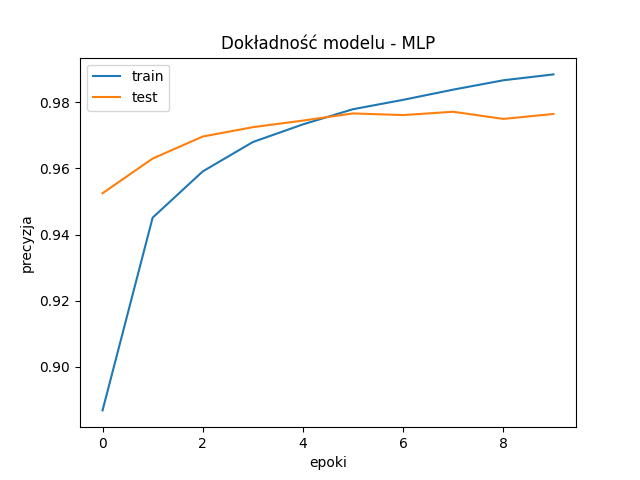 Dokładność modelu - MLP
train
test
precyzja
0.98
0.96
0.94
0.92
0.90
0 2 4 6 8
epoki